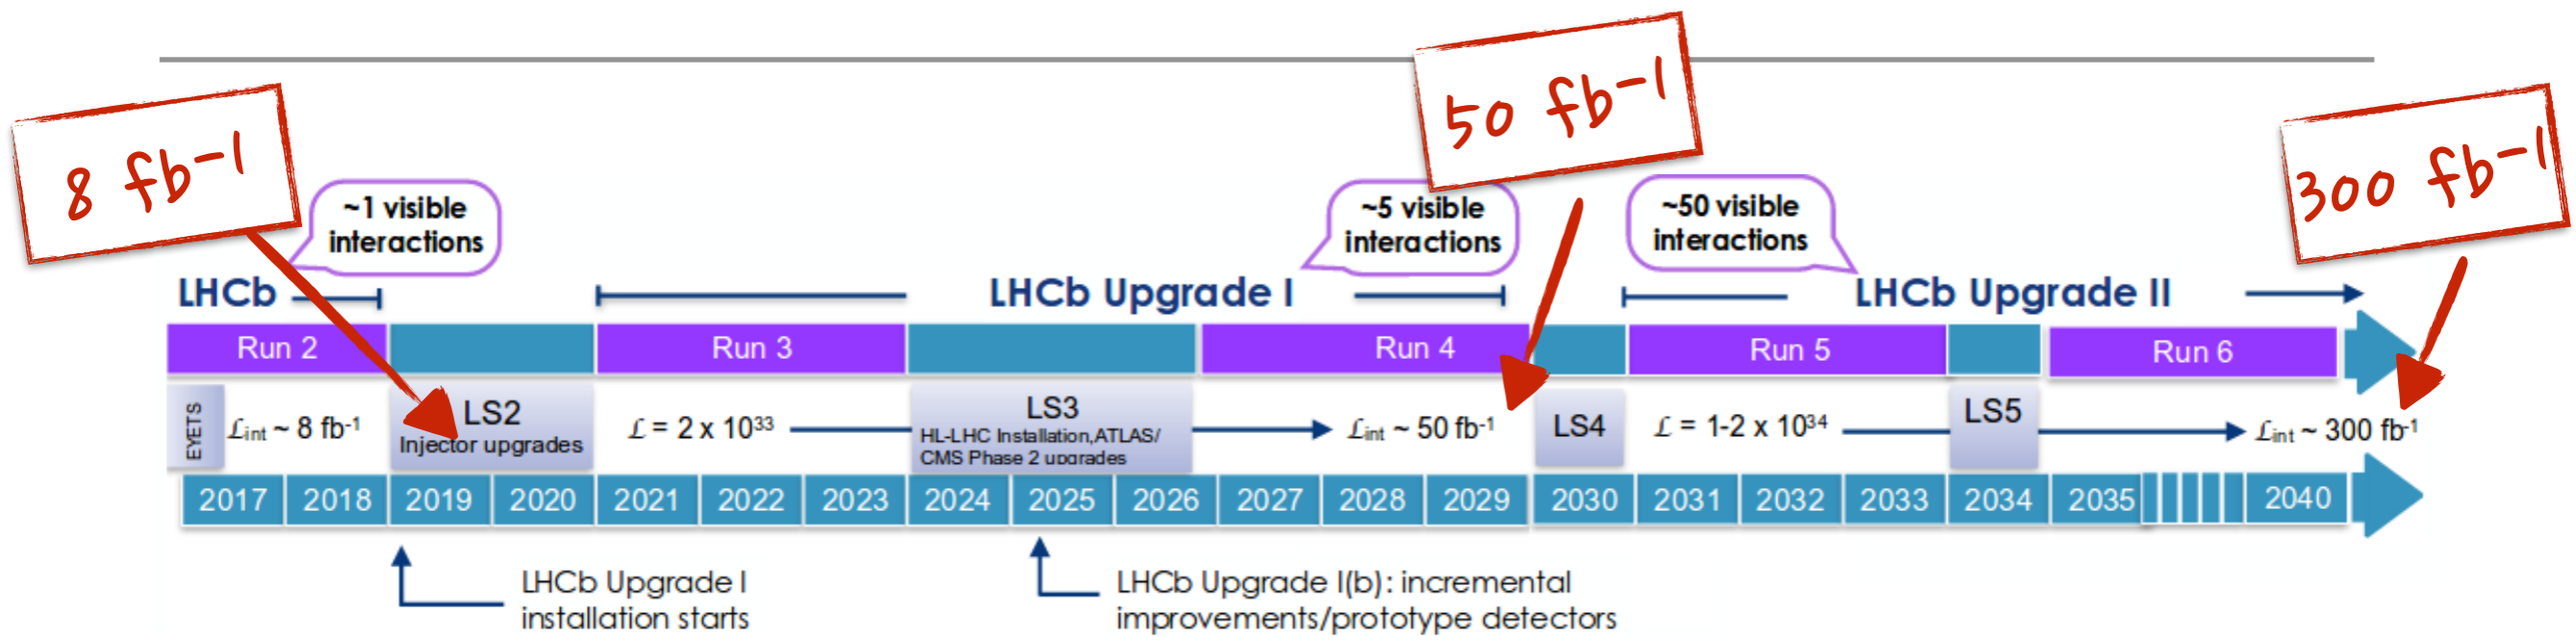 8 fb-1
50 fb-1
300 fb-1
~1 visible
interactions
~5 visible
interactions
~50 visible
interactions
LHCb
LHCb Upgrade I
LHCb Upgrade II
Run 2
Run 3
Run 4
Run 5
Run 6
EYETS
ℒint ~ 8 fb-1
LS2
Injector upgrades
ℒ = 2 x 10³³
LS3
HL-LHC Installation,ATLAS/
CMS Phase 2 upgrades
ℒint ~ 50 fb-1
LS4
ℒ = 1-2 x 10³⁴
LS5
ℒint ~ 300 fb-1
2017 2018 2019 2020 2021 2022 2023 2024 2025 2026 2027 2028 2029 2030 2031 2032 2033 2034 2035 2040
LHCb Upgrade I
installation starts
LHCb Upgrade I(b): incremental
improvements/prototype detectors